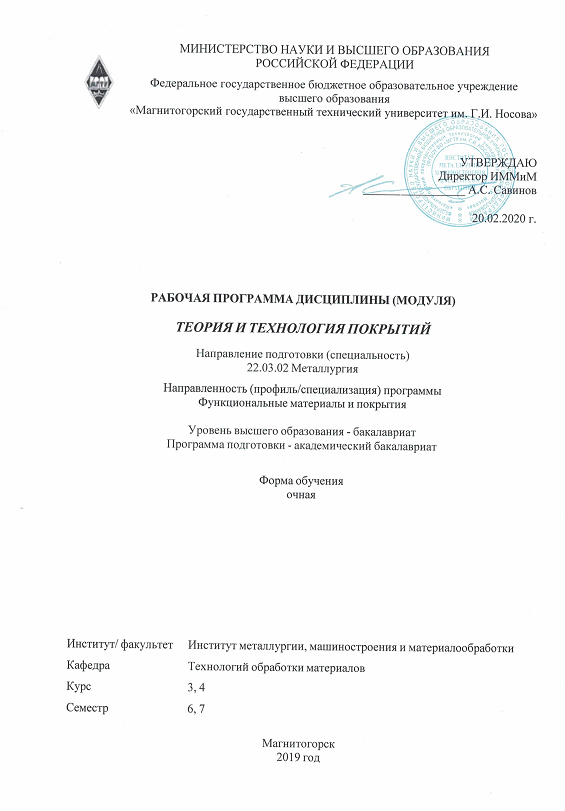 МИНИСТЕРСТВО НАУКИ И ВЫСШЕГО ОБРАЗОВАНИЯ
РОССИЙСКОЙ ФЕДЕРАЦИИ
Федеральное государственное бюджетное образовательное учреждение
высшего образования
«Магнитогорский государственный технический университет им. Г.И. Носова»
УТВЕРЖДАЮ
Директор ИММиМ
А.С. Савинов
20.02.2020 г.
РАБОЧАЯ ПРОГРАММА ДИСЦИПЛИНЫ (МОДУЛЯ)
ТЕОРИЯ И ТЕХНОЛОГИЯ ПОКРЫТИЙ
Направление подготовки (специальность)
22.03.02 Металлургия
Направленность (профиль/специализация) программы
Функциональные материалы и покрытия
Уровень высшего образования - бакалавриат
Программа подготовки - академический бакалавриат
Форма обучения
очная
Институт/ факультет Институт металлургии, машиностроения и материалообработки
Кафедра Технологий обработки материалов
Курс 3, 4
Семестр 6, 7
Магнитогорск
2019 год